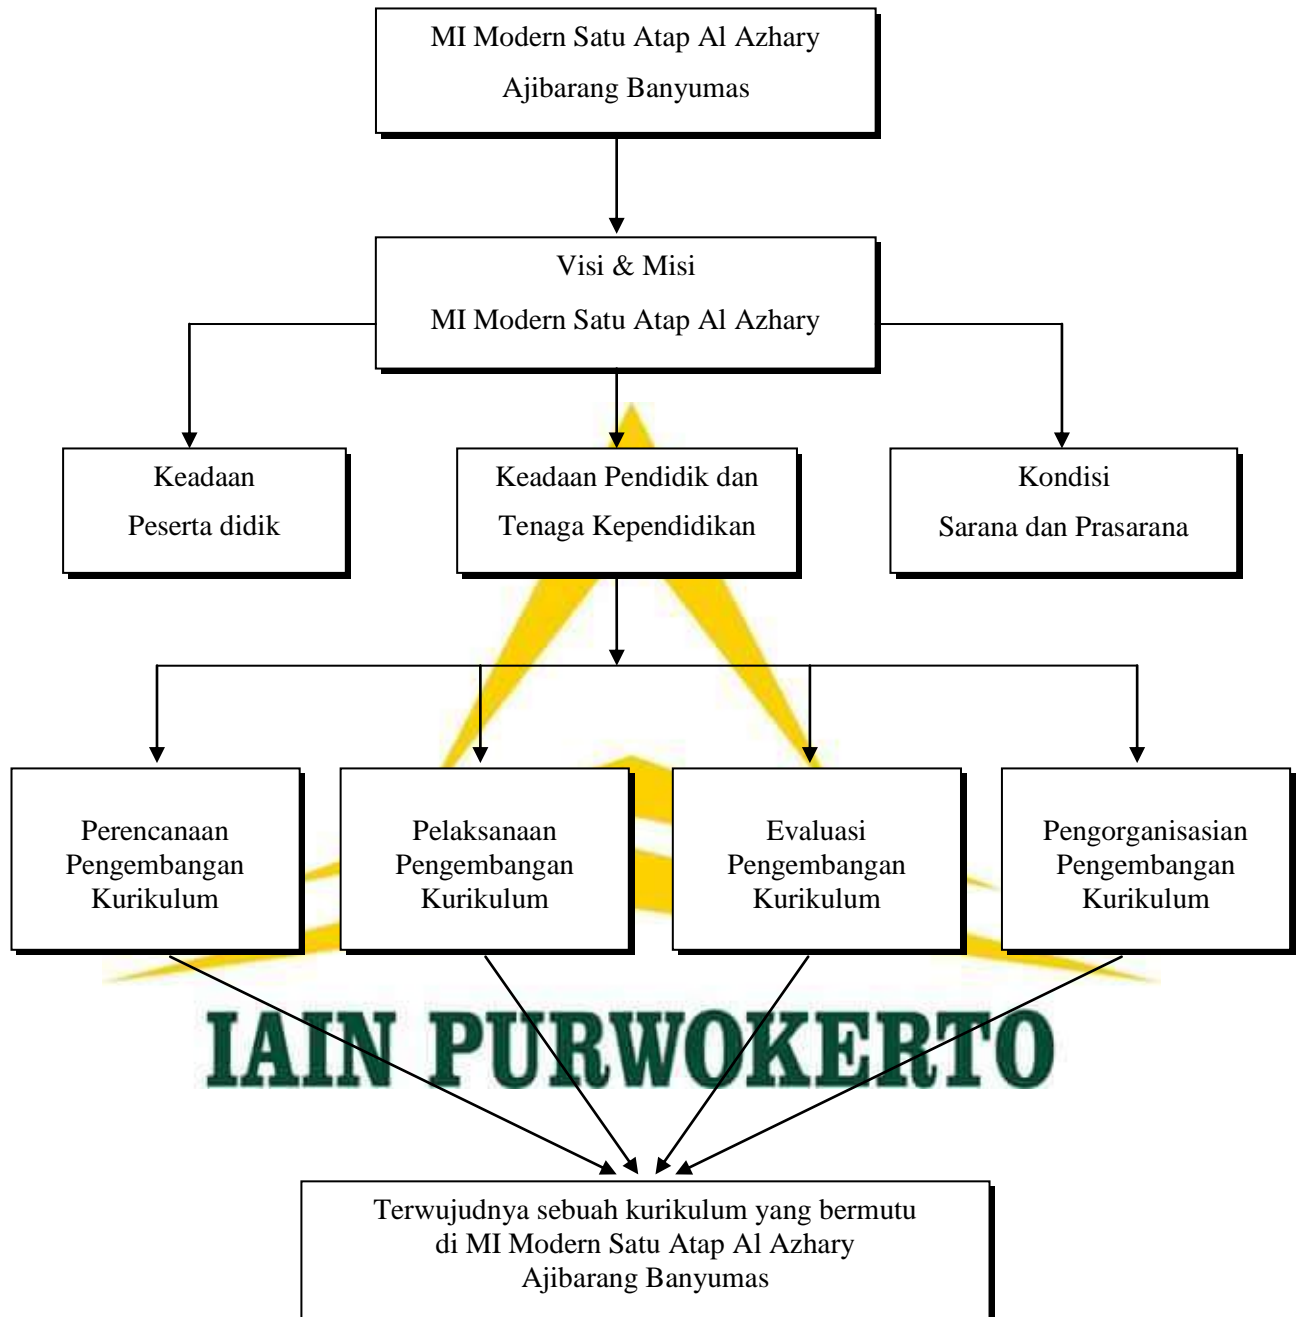 MI Modern Satu Atap Al Azhary
Ajibarang Banyumas
Visi & Misi
MI Modern Satu Atap Al Azhary
Keadaan
Peserta didik
Keadaan Pendidik dan
Tenaga Kependidikan
Kondisi
Sarana dan Prasarana
Perencanaan
Pengembangan
Kurikulum
Pelaksanaan
Pengembangan
Kurikulum
Evaluasi
Pengembangan
Kurikulum
Pengorganisasian
Pengembangan
Kurikulum
IAIN PURWOKERTO
Terwujudnya sebuah kurikulum yang bermutu
di MI Modern Satu Atap Al Azhary
Ajibarang Banyumas